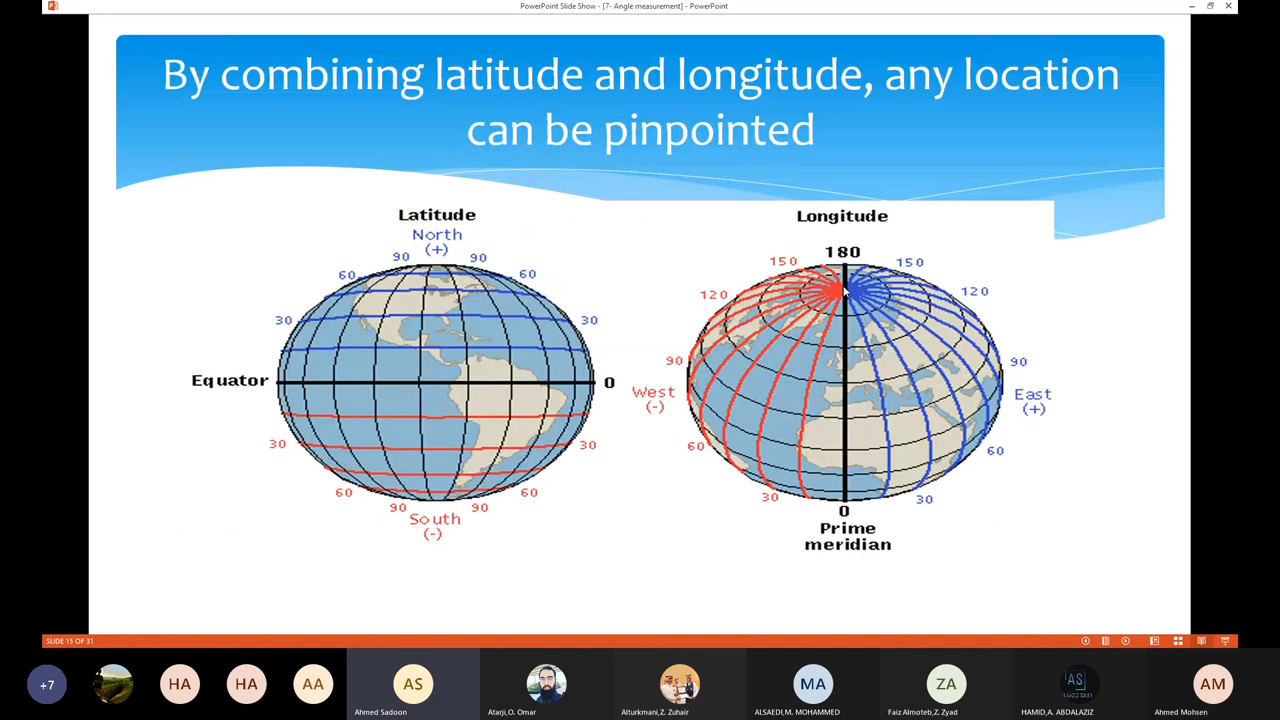 PowerPoint Slide Show - [7- Angle measurement] - PowerPoint
By combining latitude and longitude, any location
can be pinpointed
Latitude
North
(+)
90 90
60 60
30 30
Equator 0
30 30
60 60
90 90
South
(-)
Longitude
180
150 150
120 120
90 90
West
(-)
East
(+)
60 60
30 30
0
Prime
meridian
SLIDE 15 OF 31
+7
HA
HA
AA
AS
Ahmed Sadoon
Atarji,O. Omar
Alturkmani,Z. Zuhair
MA
ALSAEDI,M. MOHAMMED
ZA
Faiz Almoteb,Z. Zyad
AS
HAMID,A. ABDALAZIZ
AM
Ahmed Mohsen